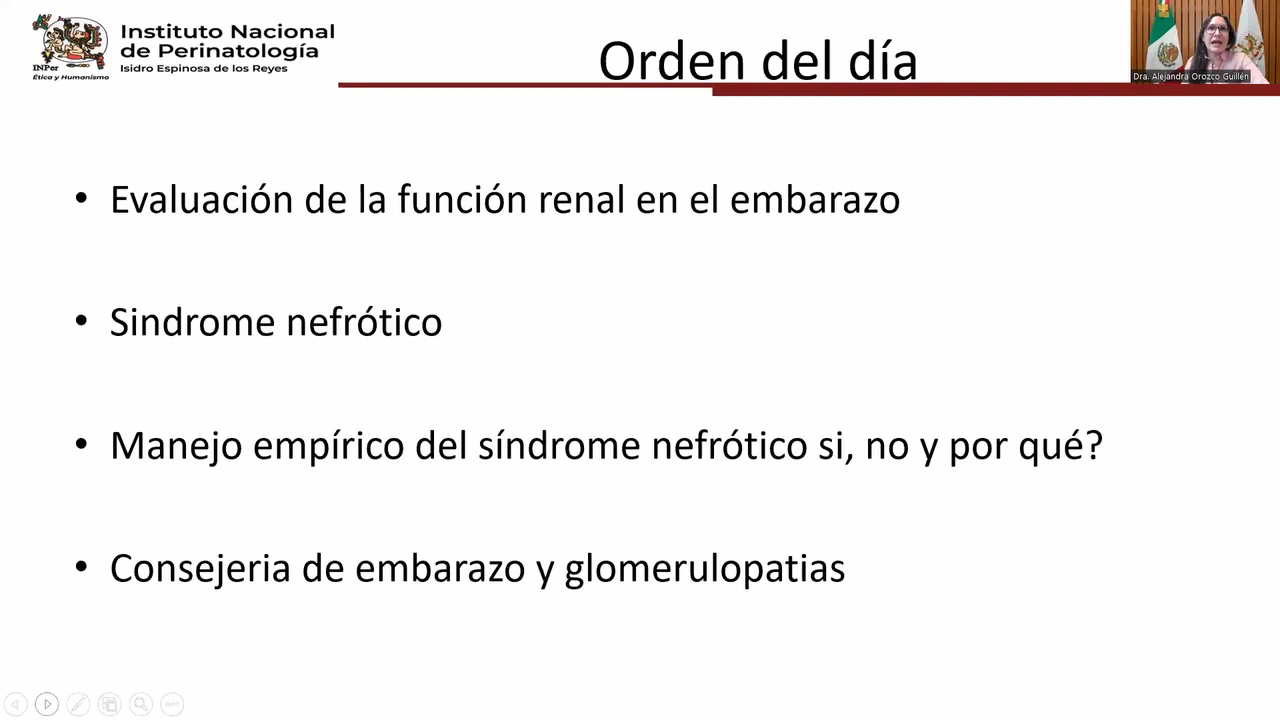 INPer
Ética y Humanismo
Instituto Nacional
de Perinatología
Isidro Espinosa de los Reyes
Orden del día
Dra. Alejandra Orozco Guillén
• Evaluación de la función renal en el embarazo
• Sindrome nefrótico
• Manejo empírico del síndrome nefrótico si, no y por qué?
• Consejeria de embarazo y glomerulopatias